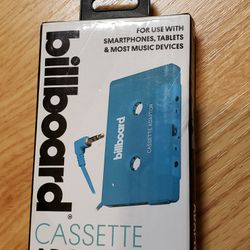 billboard®
FOR USE WITH
SMARTPHONES, TABLETS
& MOST MUSIC DEVICES
billboard
CASSETTE ADAPTOR
CASSETTE